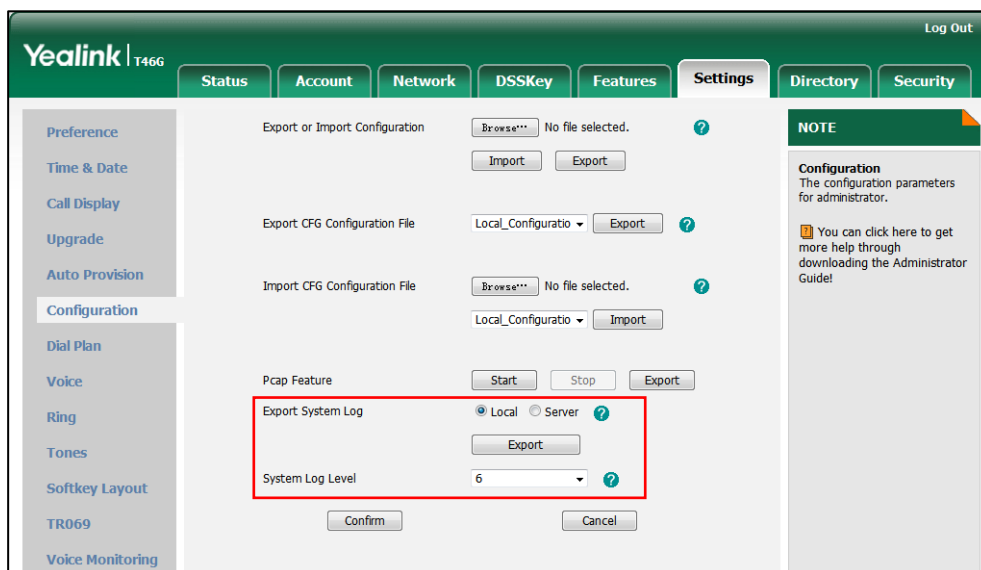 Log Out
Yealink | T46G
Status Account Network DSSKey Features Settings Directory Security
Preference
Time & Date
Call Display
Upgrade
Auto Provision
Configuration
Dial Plan
Voice
Ring
Tones
Softkey Layout
TR069
Voice Monitoring
Export or Import Configuration Browse... No file selected. ?
Import Export
Export CFG Configuration File Local_Configuratio Export ?
Import CFG Configuration File Browse... No file selected. ?
Local_Configuratio Import
Pcap Feature Start Stop Export
Export System Log Local Server ?
Export
System Log Level 6 ?
Confirm Cancel
NOTE
Configuration
The configuration parameters
for administrator.
? You can click here to get
more help through
downloading the Administrator
Guide!